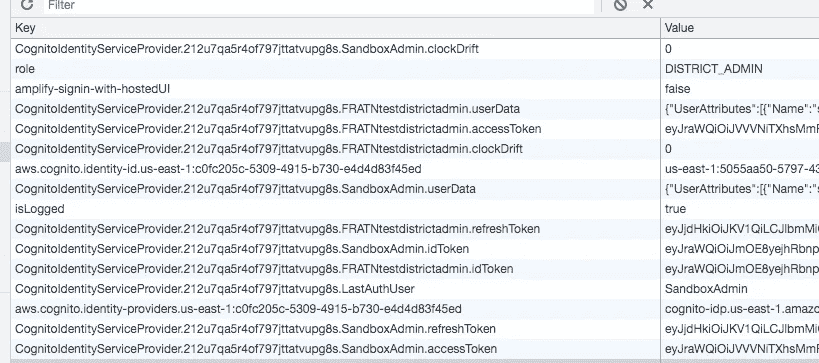 Filter
Key Value
CognitoIdentityServiceProvider.212u7qa5r4of797jttatvupg8s.SandboxAdmin.clockDrift 0
role DISTRICT_ADMIN
amplify-signin-with-hostedUI false
CognitoIdentityServiceProvider.212u7qa5r4of797jttatvupg8s.FRATNtestdistrictadmin.userData {"UserAttributes":[{"Name":"s
CognitoIdentityServiceProvider.212u7qa5r4of797jttatvupg8s.FRATNtestdistrictadmin.accessToken eyJraWQiOiJVVVNiTXhsMmF
CognitoIdentityServiceProvider.212u7qa5r4of797jttatvupg8s.FRATNtestdistrictadmin.clockDrift 0
aws.cognito.identity-id.us-east-1:c0fc205c-5309-4915-b730-e4d4d83f45ed us-east-1:5055aa50-5797-43
CognitoIdentityServiceProvider.212u7qa5r4of797jttatvupg8s.SandboxAdmin.userData {"UserAttributes":[{"Name":"s
isLogged true
CognitoIdentityServiceProvider.212u7qa5r4of797jttatvupg8s.FRATNtestdistrictadmin.refreshToken eyJjdHkiOiJKV1QiLCJlbmMiO
CognitoIdentityServiceProvider.212u7qa5r4of797jttatvupg8s.SandboxAdmin.idToken eyJraWQiOiJmOE8yejhRbnp
CognitoIdentityServiceProvider.212u7qa5r4of797jttatvupg8s.FRATNtestdistrictadmin.idToken eyJraWQiOiJmOE8yejhRbnp
CognitoIdentityServiceProvider.212u7qa5r4of797jttatvupg8s.LastAuthUser SandboxAdmin
aws.cognito.identity-providers.us-east-1:c0fc205c-5309-4915-b730-e4d4d83f45ed cognito-idp.us-east-1.amazo
CognitoIdentityServiceProvider.212u7qa5r4of797jttatvupg8s.SandboxAdmin.refreshToken eyJjdHkiOiJKV1QiLCJlbmMiO
CognitoIdentityServiceProvider.212u7qa5r4of797jttatvupg8s.SandboxAdmin.accessToken eyJraWQiOiJVVVNiTXhsMmF